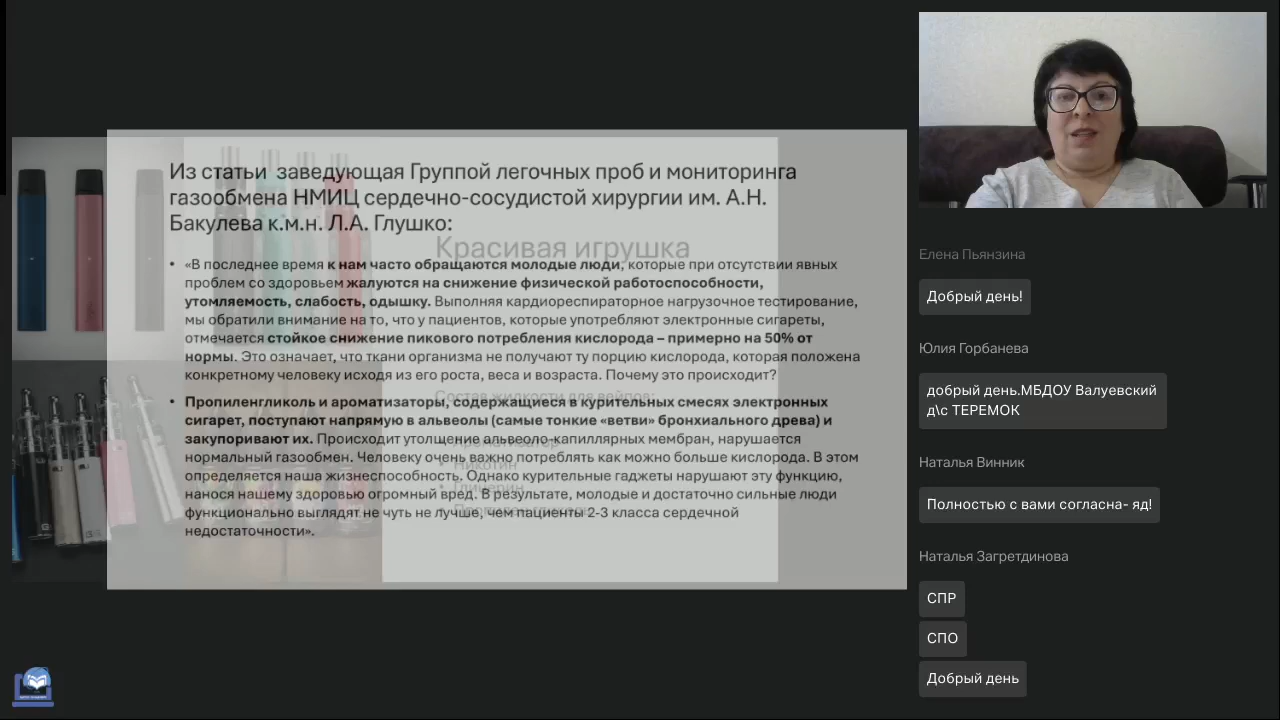 Из статьи заведующая Группой легочных проб и мониторинга
газообмена НМИЦ сердечно-сосудистой хирургии им. А.Н.
Бакулева к.м.н. Л.А. Глушко:
Красивая игрушка
• «В последнее время к нам часто обращаются молодые люди, которые при отсутствии явных
проблем со здоровьем жалуются на снижение физической работоспособности,
утомляемость, слабость, одышку. Выполняя кардиореспираторное нагрузочное тестирование,
мы обратили внимание на то, что у пациентов, которые употребляют электронные сигареты,
отмечается стойкое снижение пикового потребления кислорода – примерно на 50% от
нормы. Это означает, что ткани организма не получают ту порцию кислорода, которая положена
конкретному человеку исходя из его роста, веса и возраста. Почему это происходит?
Состав жидкости для вейпов:
• Пропиленгликоль и ароматизаторы, содержащиеся в курительных смесях электронных
сигарет, поступают напрямую в альвеолы (самые тонкие «ветви» бронхиального древа) и
закупоривают их. Происходит утолщение альвеоло-капиллярных мембран, нарушается
нормальный газообмен. Человеку очень важно потреблять как можно больше кислорода. В этом
определяется наша жизнеспособность. Однако курительные гаджеты нарушают эту функцию,
нанося нашему здоровью огромный вред. В результате, молодые и достаточно сильные люди
функционально выглядят не чуть не лучше, чем пациенты 2-3 класса сердечной
недостаточности».
• Никотин
• Глицерин
Елена Пьянзина
Добрый день!
Юлия Горбанева
добрый день.МБДОУ Валуевский
д\с ТЕРЕМОК
Наталья Винник
Полностью с вами согласна- яд!
Наталья Загретдинова
СПР
СПО
Добрый день